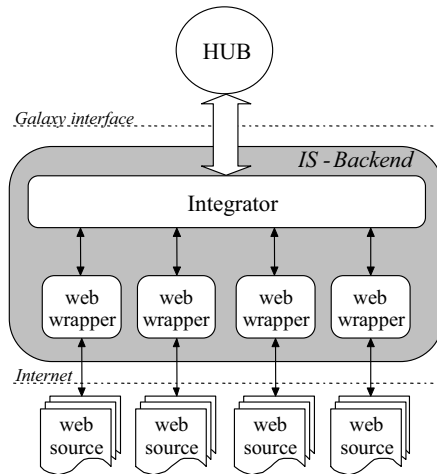 HUB
Galaxy interface
IS - Backend
Integrator
web web web web
wrapper wrapper wrapper wrapper
Internet
web web web web
source source source source